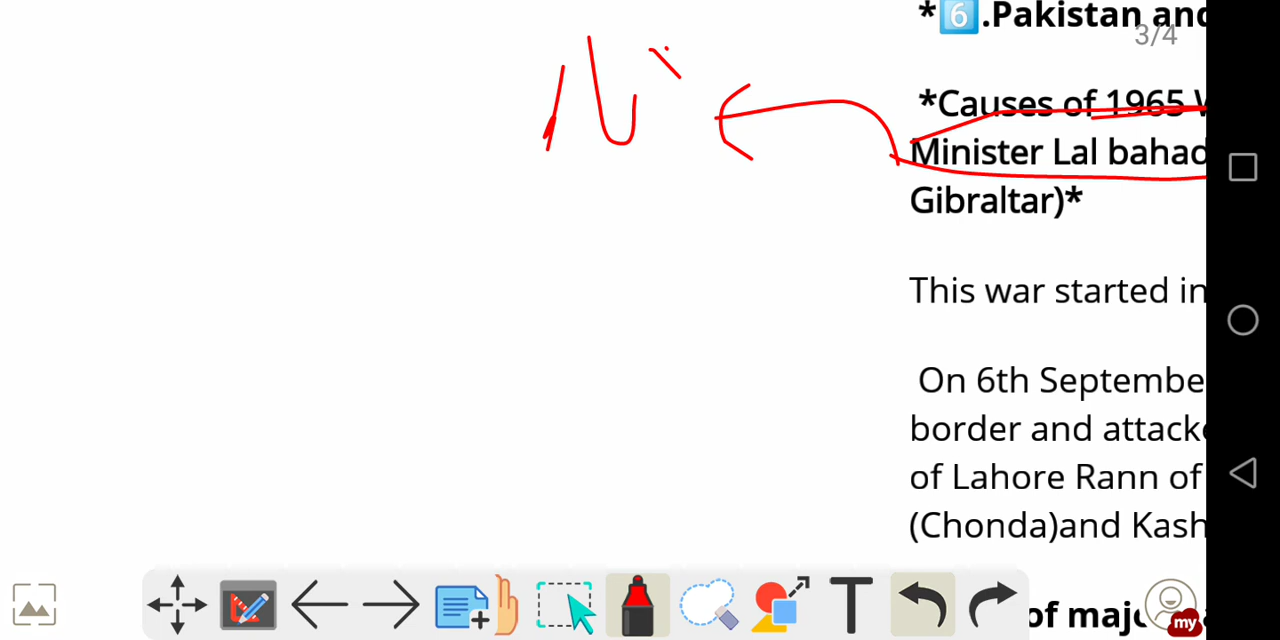 *6️⃣.Pakistan and
3/4
*Causes of 1965
Minister Lal bahad
Gibraltar)*
This war started in
On 6th Septembe
border and attack
of Lahore Rann of
(Chonda)and Kash
of maj
T
my